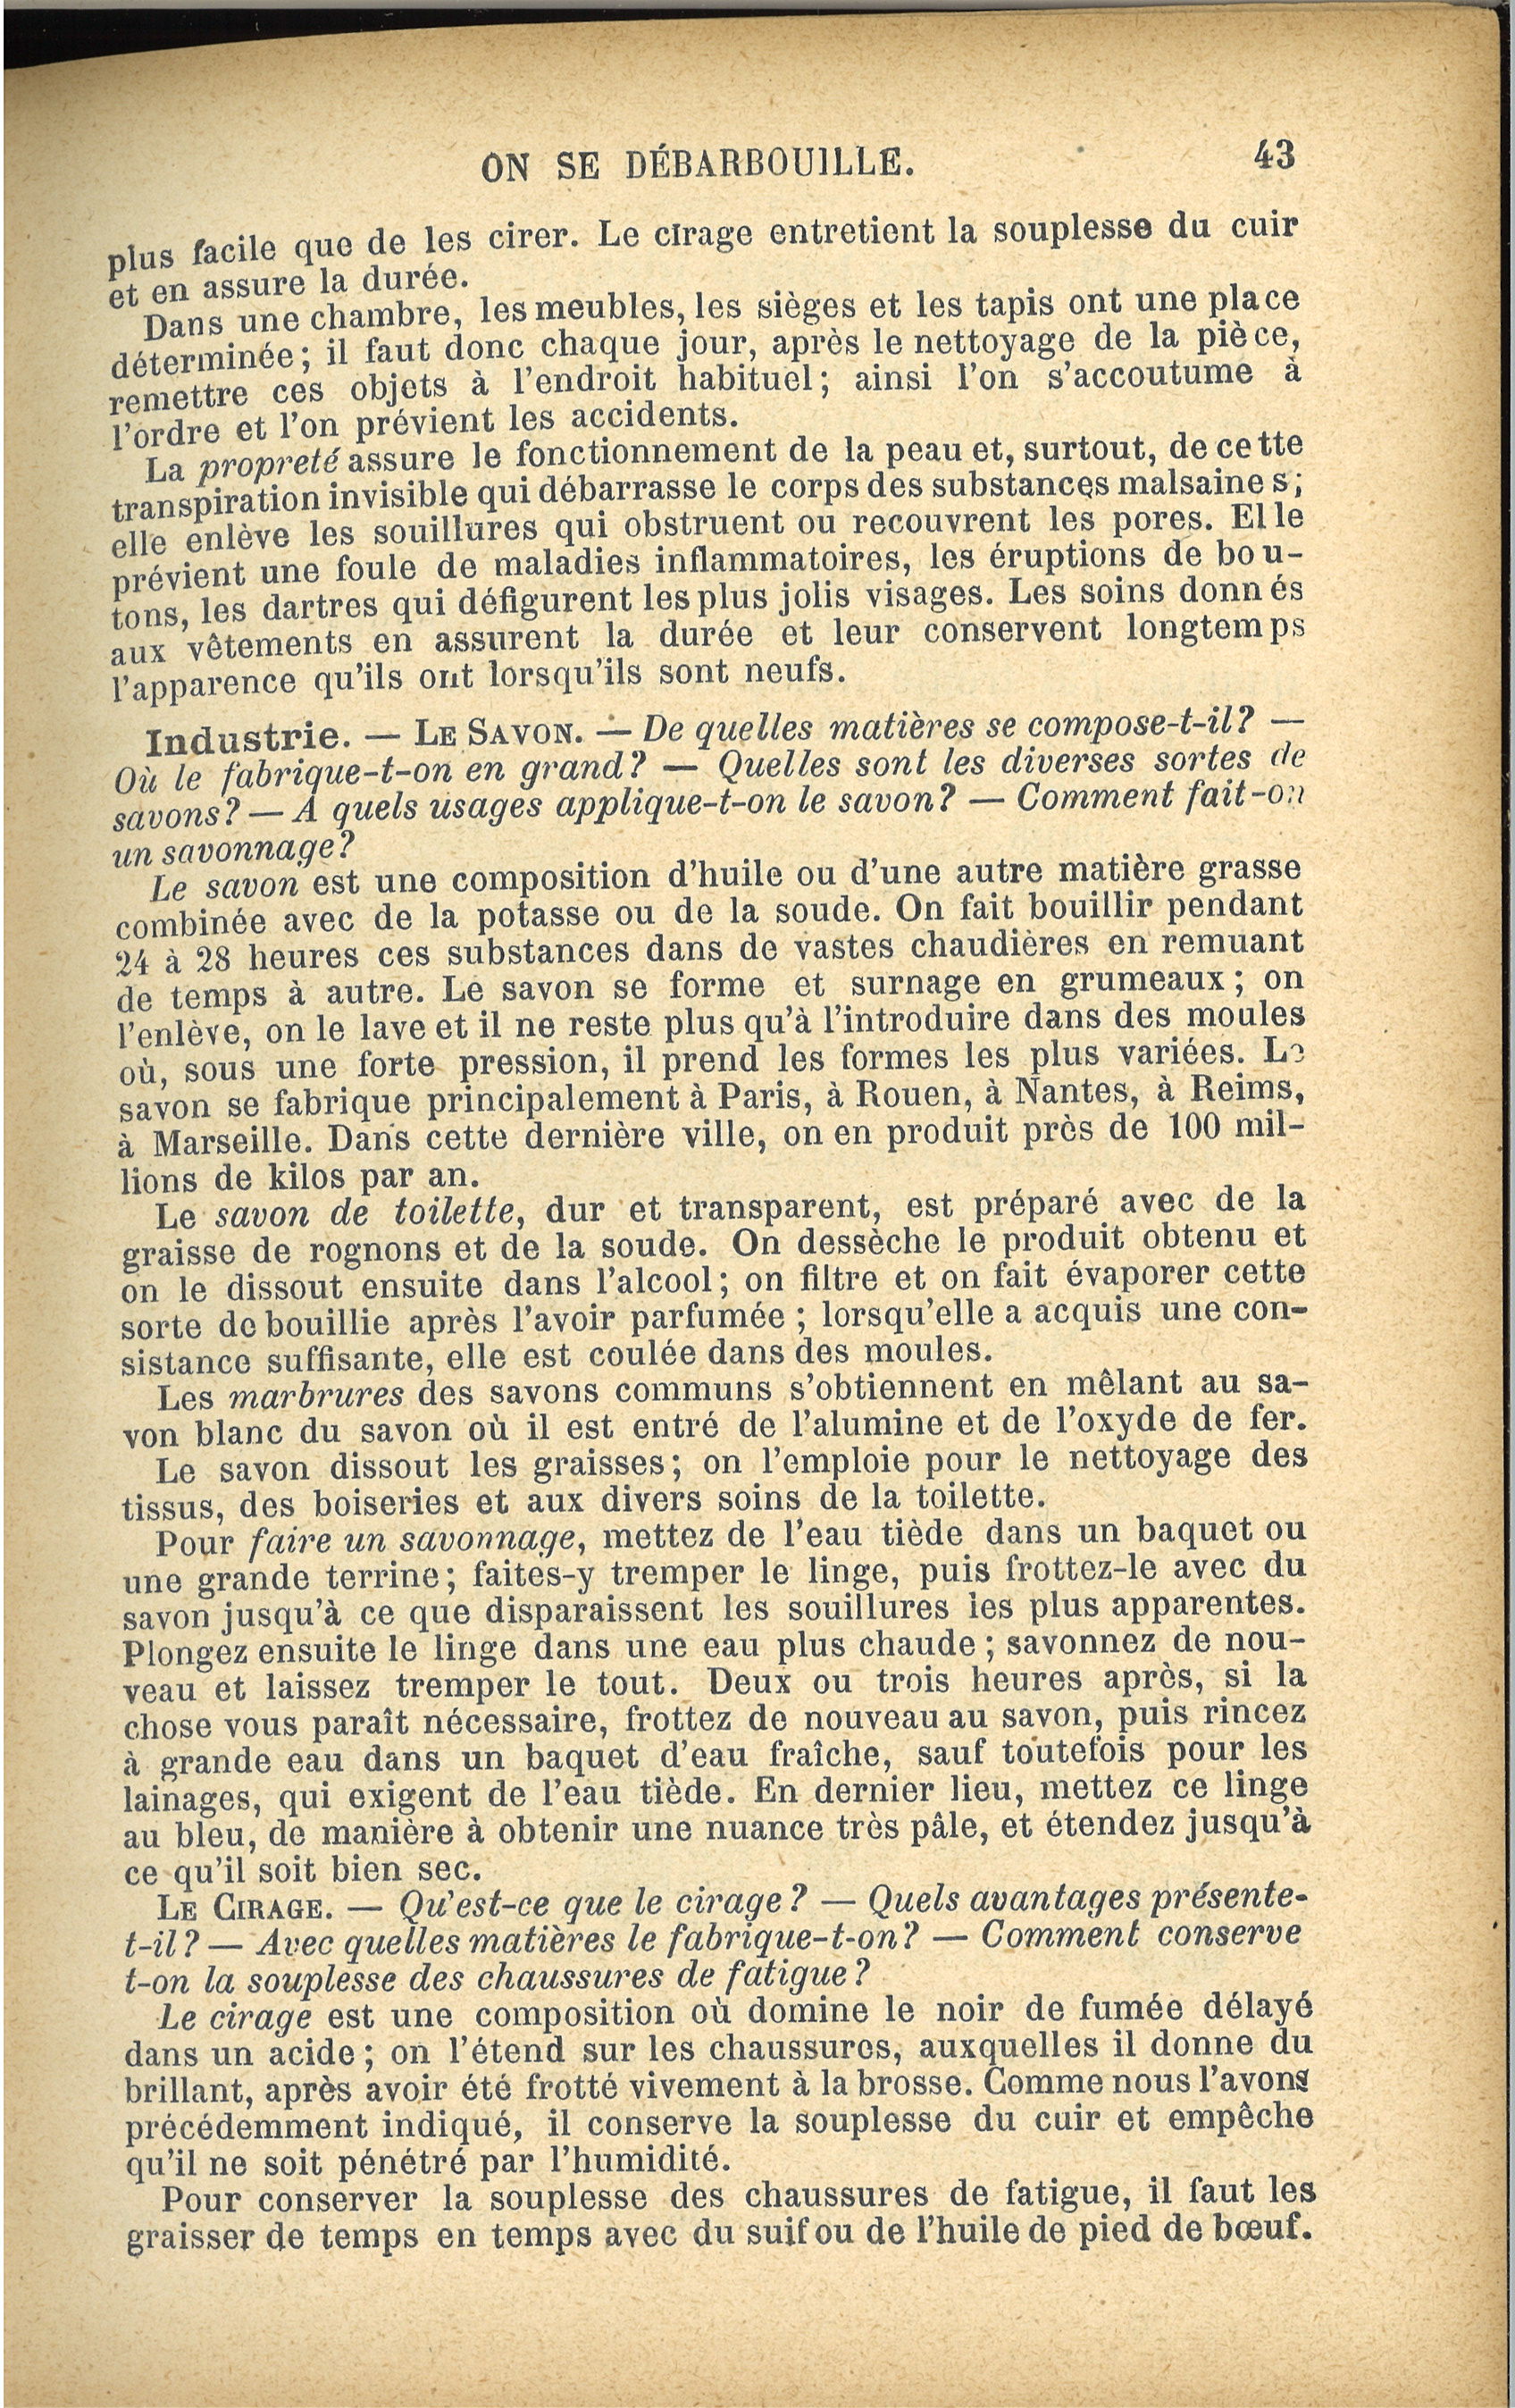 ON SE DÉBARBOUILLE. 43
plus facile que de les cirer. Le cirage entretient la souplesse du cuir
et en assure la durée.
Dans une chambre, les meubles, les sièges et les tapis ont une place
déterminée; il faut donc chaque jour, après le nettoyage de la pièce,
remettre ces objets à l'endroit habituel; ainsi l'on s'accoutume à
l'ordre et l'on prévient les accidents.
La propreté assure le fonctionnement de la peau et, surtout, de cette
transpiration invisible qui débarrasse le corps des substances malsaines;
elle enlève les souillures qui obstruent ou recouvrent les pores. Elle
prévient une foule de maladies inflammatoires, les éruptions de bou-
tons, les dartres qui défigurent les plus jolis visages. Les soins donnés
aux vêtements en assurent la durée et leur conservent longtemps
l'apparence qu'ils ont lorsqu'ils sont neufs.
Industrie. — LE SAVON. — De quelles matières se compose-t-il? —
Où le fabrique-t-on en grand? — Quelles sont les diverses sortes de
savons? — A quels usages applique-t-on le savon? — Comment fait-on
un savonnage?
Le savon est une composition d'huile ou d'une autre matière grasse
combinée avec de la potasse ou de la soude. On fait bouillir pendant
24 à 28 heures ces substances dans de vastes chaudières en remuant
de temps à autre. Le savon se forme et surnage en grumeaux; on
l'enlève, on le lave et il ne reste plus qu'à l'introduire dans des moules
où, sous une forte pression, il prend les formes les plus variées. Le
savon se fabrique principalement à Paris, à Rouen, à Nantes, à Reims,
à Marseille. Dans cette dernière ville, on en produit près de 100 mil-
lions de kilos par an.
Le savon de toilette, dur et transparent, est préparé avec de la
graisse de rognons et de la soude. On dessèche le produit obtenu et
on le dissout ensuite dans l'alcool; on filtre et on fait évaporer cette
sorte de bouillie après l'avoir parfumée; lorsqu'elle a acquis une con-
sistance suffisante, elle est coulée dans des moules.
Les marbrures des savons communs s'obtiennent en mêlant au sa-
von blanc du savon où il est entré de l'alumine et de l'oxyde de fer.
Le savon dissout les graisses; on l'emploie pour le nettoyage des
tissus, des boiseries et aux divers soins de la toilette.
Pour faire un savonnage, mettez de l'eau tiède dans un baquet ou
une grande terrine; faites-y tremper le linge, puis frottez-le avec du
savon jusqu'à ce que disparaissent les souillures les plus apparentes.
Plongez ensuite le linge dans une eau plus chaude; savonnez de nou-
veau et laissez tremper le tout. Deux ou trois heures après, si la
chose vous paraît nécessaire, frottez de nouveau au savon, puis rincez
à grande eau dans un baquet d'eau fraîche, sauf toutefois pour les
lainages, qui exigent de l'eau tiède. En dernier lieu, mettez ce linge
au bleu, de manière à obtenir une nuance très pâle, et étendez jusqu'à
ce qu'il soit bien sec.
LE CIRAGE. — Qu'est-ce que le cirage? — Quels avantages présente-
t-il? — Avec quelles matières le fabrique-t-on? — Comment conserve
t-on la souplesse des chaussures de fatigue?
Le cirage est une composition où domine le noir de fumée délayé
dans un acide; on l'étend sur les chaussures, auxquelles il donne du
brillant, après avoir été frotté vivement à la brosse. Comme nous l'avons
précédemment indiqué, il conserve la souplesse du cuir et empêche
qu'il ne soit pénétré par l'humidité.
Pour conserver la souplesse des chaussures de fatigue, il faut les
graisser de temps en temps avec du suif ou de l'huile de pied de bœuf.